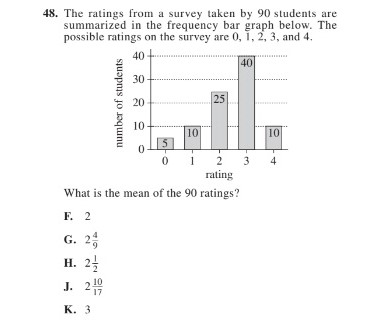 48. The ratings from a survey taken by 90 students are
summarized in the frequency bar graph below. The
possible ratings on the survey are 0, 1, 2, 3, and 4.
number of students
40
30
20
10
0
5
10
25
40
10
0 1 2 3 4
rating
What is the mean of the 90 ratings?
F. 2
G. 2 4/9
H. 2 1/2
J. 2 10/17
K. 3